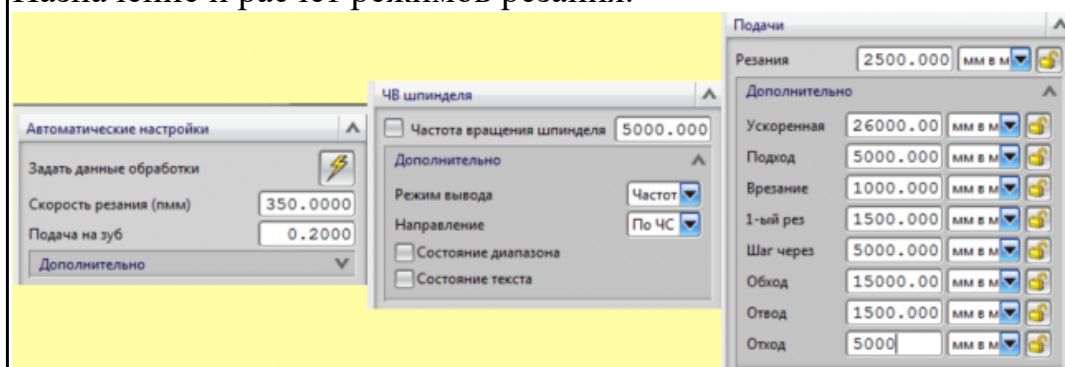 Назначение и расчет режимов резания.
Автоматические настройки
Задать данные обработки
Скорость резания (пмм) 350.0000
Подача на зуб 0.2000
Дополнительно
ЧВ шпинделя
Частота вращения шпинделя 5000.000
Дополнительно
Режим вывода Частот
Направление По ЧС
Состояние диапазона
Состояние текста
Подачи
Резания 2500.000 мм в м
Дополнительно
Ускоренная 26000.00 мм в м
Подход 5000.000 мм в м
Врезание 1000.000 мм в м
1-ый рез 1500.000 мм в м
Шаг через 5000.000 мм в м
Обход 15000.00 мм в м
Отвод 1500.000 мм в м
Отход 5000 мм в м